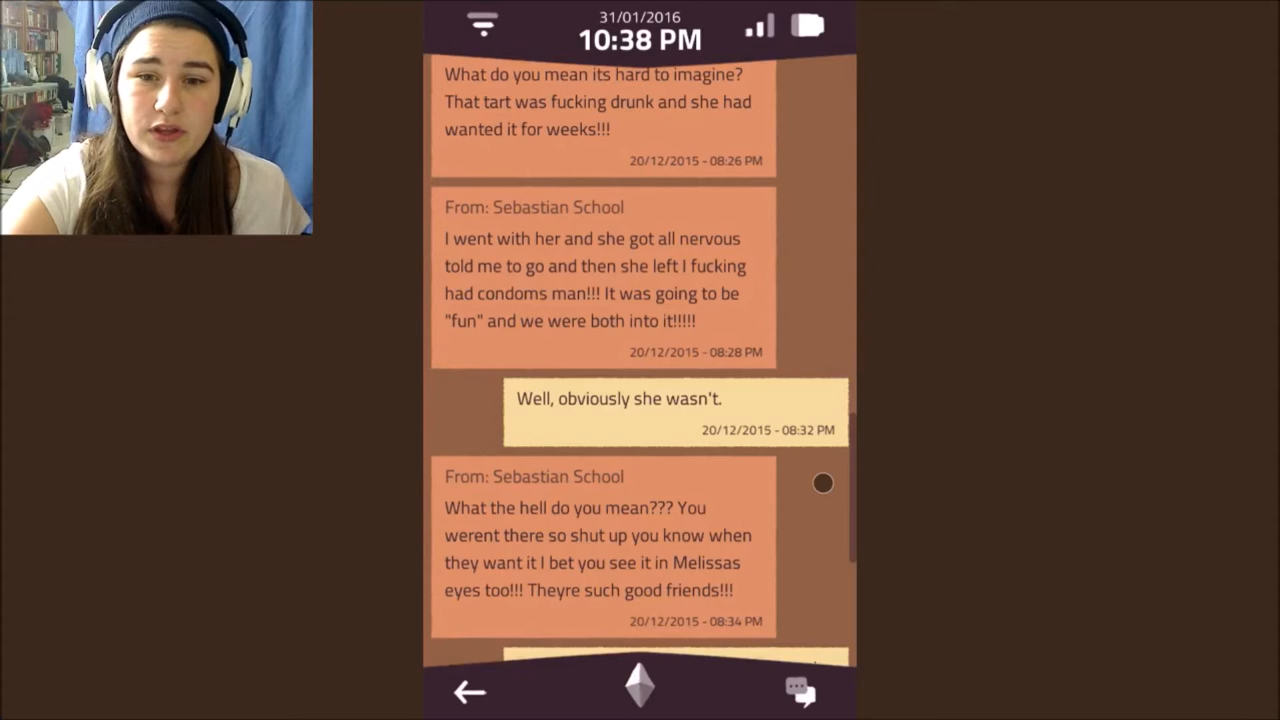 31/01/2016
10:38 PM
What do you mean its hard to imagine?
That tart was fucking drunk and she had
wanted it for weeks!!!
20/12/2015 - 08:26 PM
From: Sebastian School
I went with her and she got all nervous
told me to go and then she left I fucking
had condoms man!!! It was going to be
"fun" and we were both into it!!!!!
20/12/2015 - 08:28 PM
Well, obviously she wasn't.
20/12/2015 - 08:32 PM
From: Sebastian School
What the hell do you mean??? You
werent there so shut up you know when
they want it I bet you see it in Melissas
eyes too!!! Theyre such good friends!!!
20/12/2015 - 08:34 PM